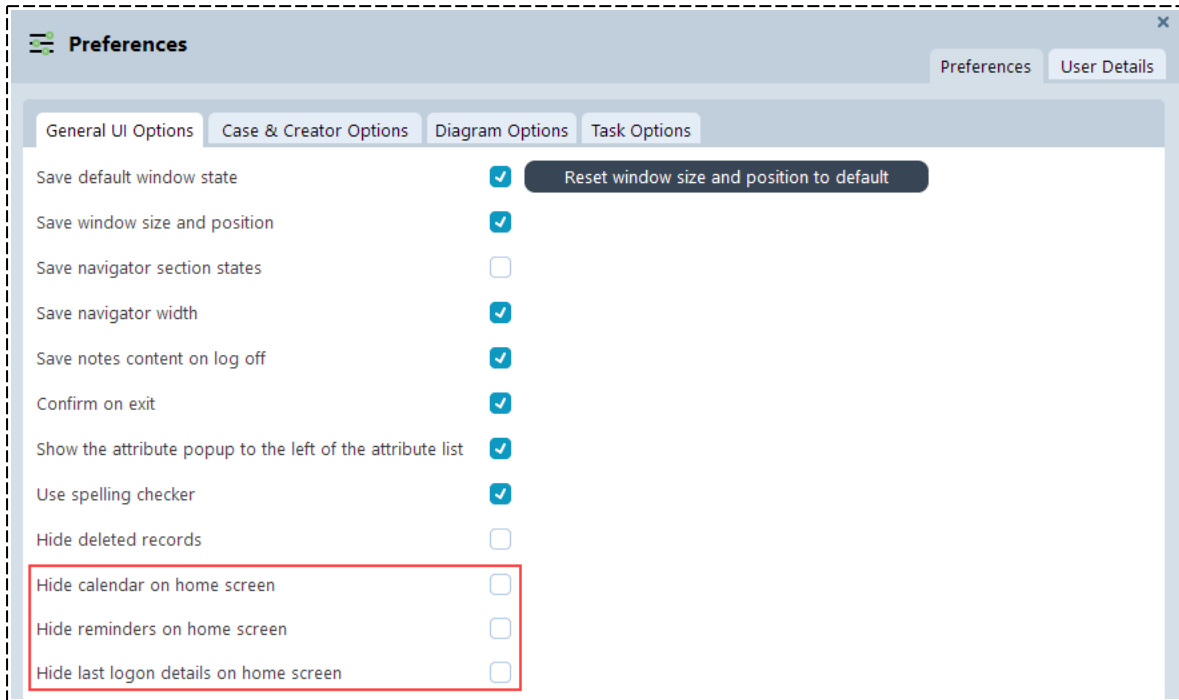 Preferences
Preferences User Details
General UI Options Case & Creator Options Diagram Options Task Options
Save default window state Reset window size and position to default
Save window size and position
Save navigator section states
Save navigator width
Save notes content on log off
Confirm on exit
Show the attribute popup to the left of the attribute list
Use spelling checker
Hide deleted records
Hide calendar on home screen
Hide reminders on home screen
Hide last logon details on home screen